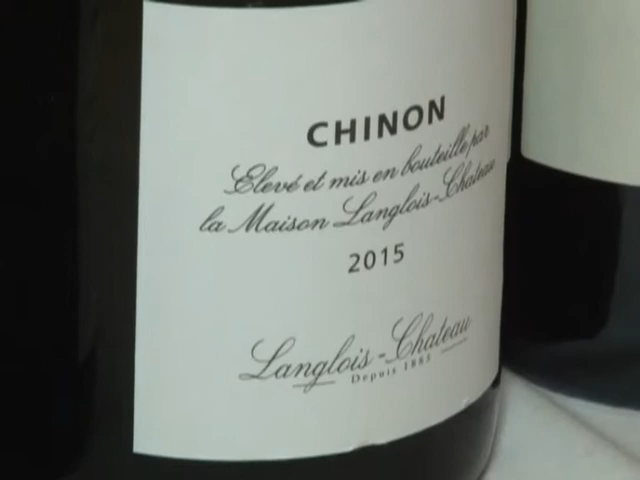 CHINON
Elevé et mis en bouteille par
la Maison Langlois-Chateau
2015
Langlois-Chateau
Depuis 1885